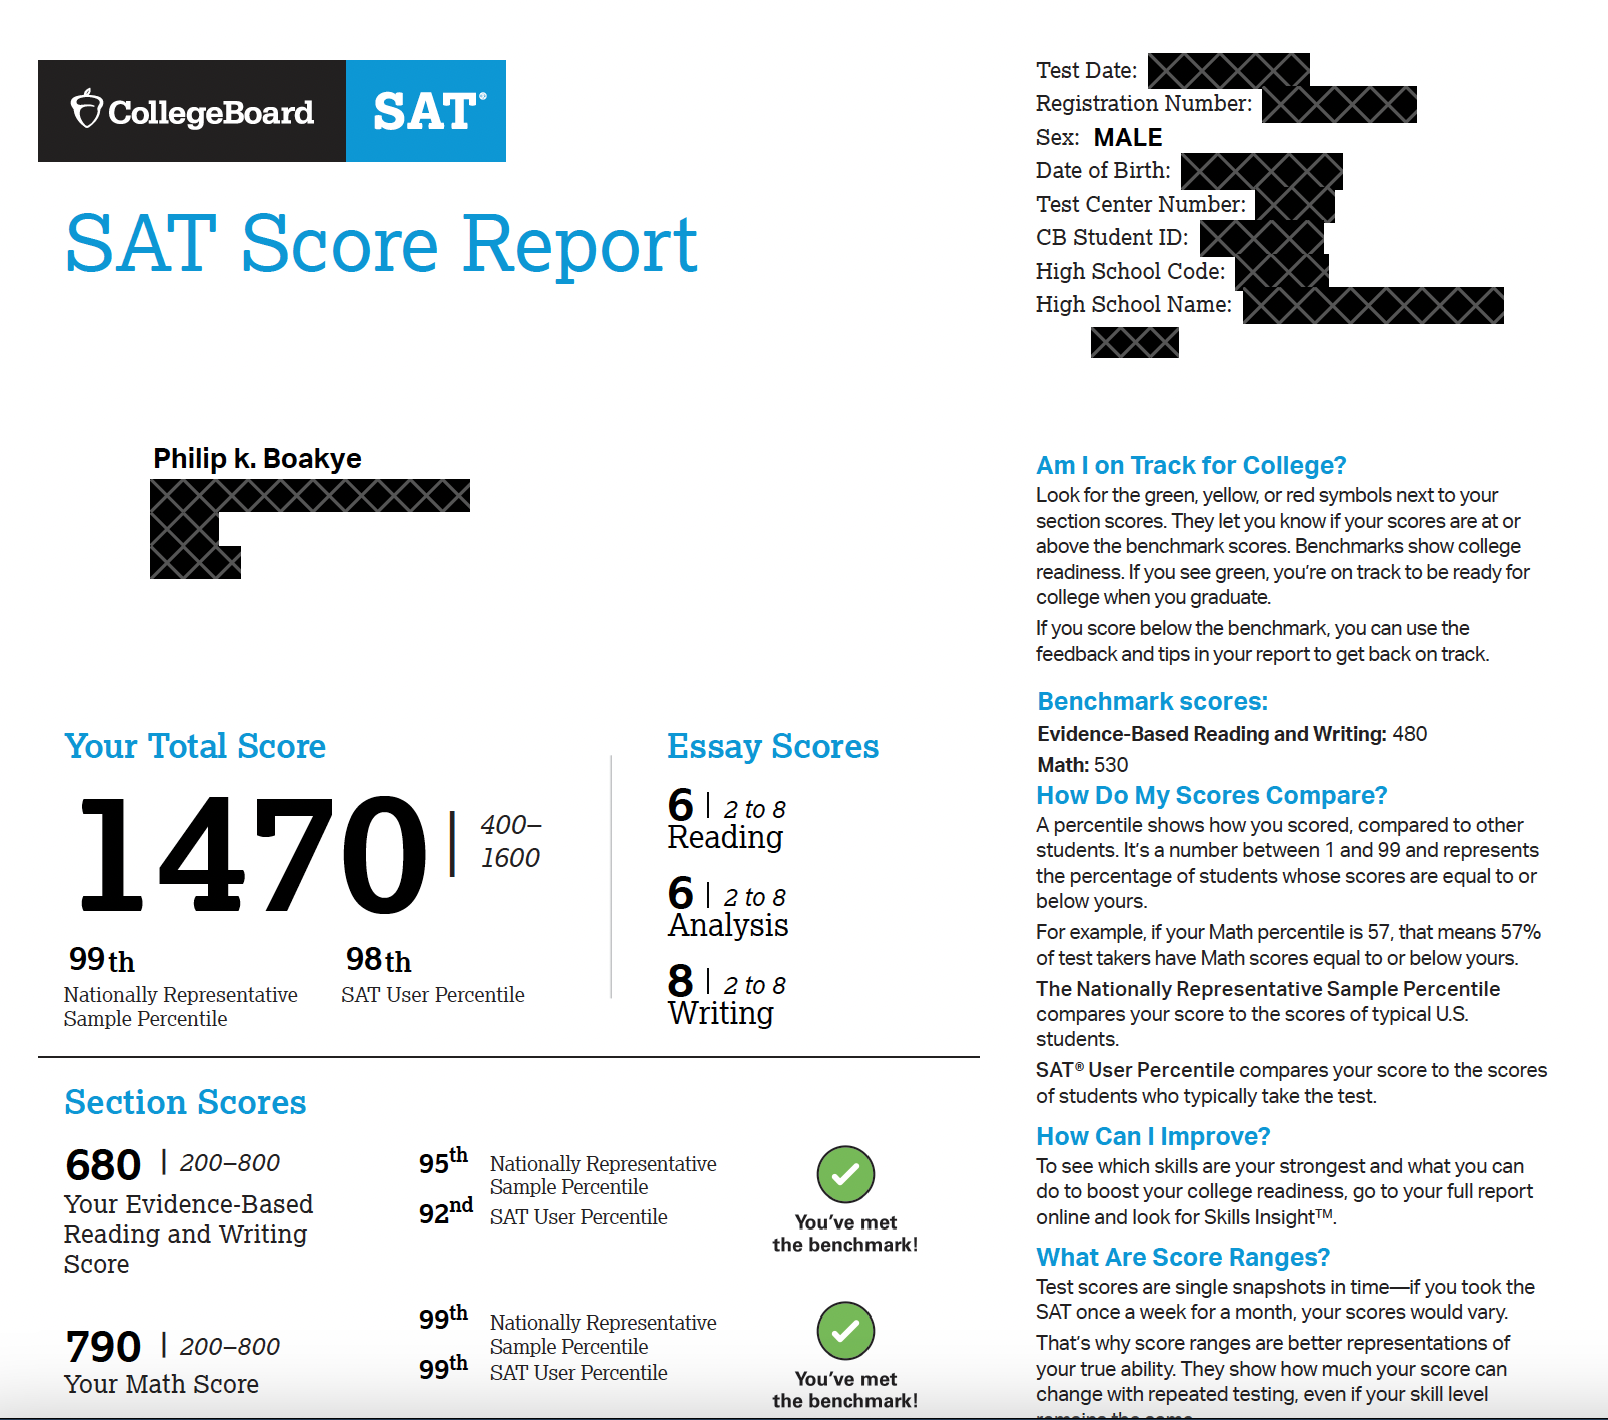 CollegeBoard SAT®
SAT Score Report
Test Date:
Registration Number:
Sex: MALE
Date of Birth:
Test Center Number:
CB Student ID:
High School Code:
High School Name:
Philip k. Boakye
Your Total Score
1470 | 400–
1600
99th
Nationally Representative
Sample Percentile
98th
SAT User Percentile
Essay Scores
6 | 2 to 8
Reading
6 | 2 to 8
Analysis
8 | 2 to 8
Writing
Section Scores
680 | 200–800
Your Evidence-Based
Reading and Writing
Score
95th Nationally Representative
Sample Percentile
92nd SAT User Percentile
You've met
the benchmark!
790 | 200–800
Your Math Score
99th Nationally Representative
Sample Percentile
99th SAT User Percentile
You've met
the benchmark!
Am I on Track for College?
Look for the green, yellow, or red symbols next to your
section scores. They let you know if your scores are at or
above the benchmark scores. Benchmarks show college
readiness. If you see green, you're on track to be ready for
college when you graduate.
If you score below the benchmark, you can use the
feedback and tips in your report to get back on track.
Benchmark scores:
Evidence-Based Reading and Writing: 480
Math: 530
How Do My Scores Compare?
A percentile shows how you scored, compared to other
students. It's a number between 1 and 99 and represents
the percentage of students whose scores are equal to or
below yours.
For example, if your Math percentile is 57, that means 57%
of test takers have Math scores equal to or below yours.
The Nationally Representative Sample Percentile
compares your score to the scores of typical U.S.
students.
SAT® User Percentile compares your score to the scores
of students who typically take the test.
How Can I Improve?
To see which skills are your strongest and what you can
do to boost your college readiness, go to your full report
online and look for Skills Insight™.
What Are Score Ranges?
Test scores are single snapshots in time—if you took the
SAT once a week for a month, your scores would vary.
That's why score ranges are better representations of
your true ability. They show how much your score can
change with repeated testing, even if your skill level